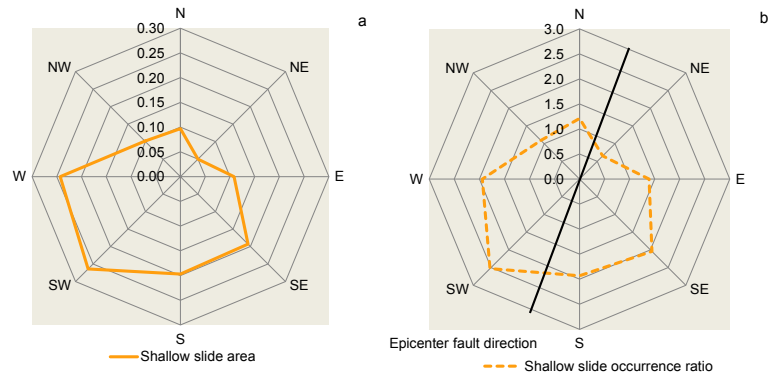 a
N
0.30
NW
NE
0.25
0.20
0.15
0.10
0.05
W
0.00
E
SW
SE
S
Shallow slide area
b
N
3.0
NW
NE
2.5
2.0
1.5
1.0
0.5
W
0.0
E
SW
SE
S
Epicenter fault direction
Shallow slide occurrence ratio